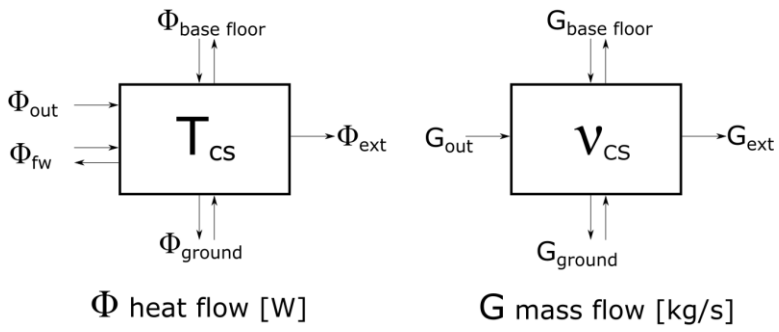 Φbase floor
Φout
Tcs
Φfw
Φext
Φground
Φ heat flow [W]
Gbase floor
Gout
νCS
Gext
Gground
G mass flow [kg/s]